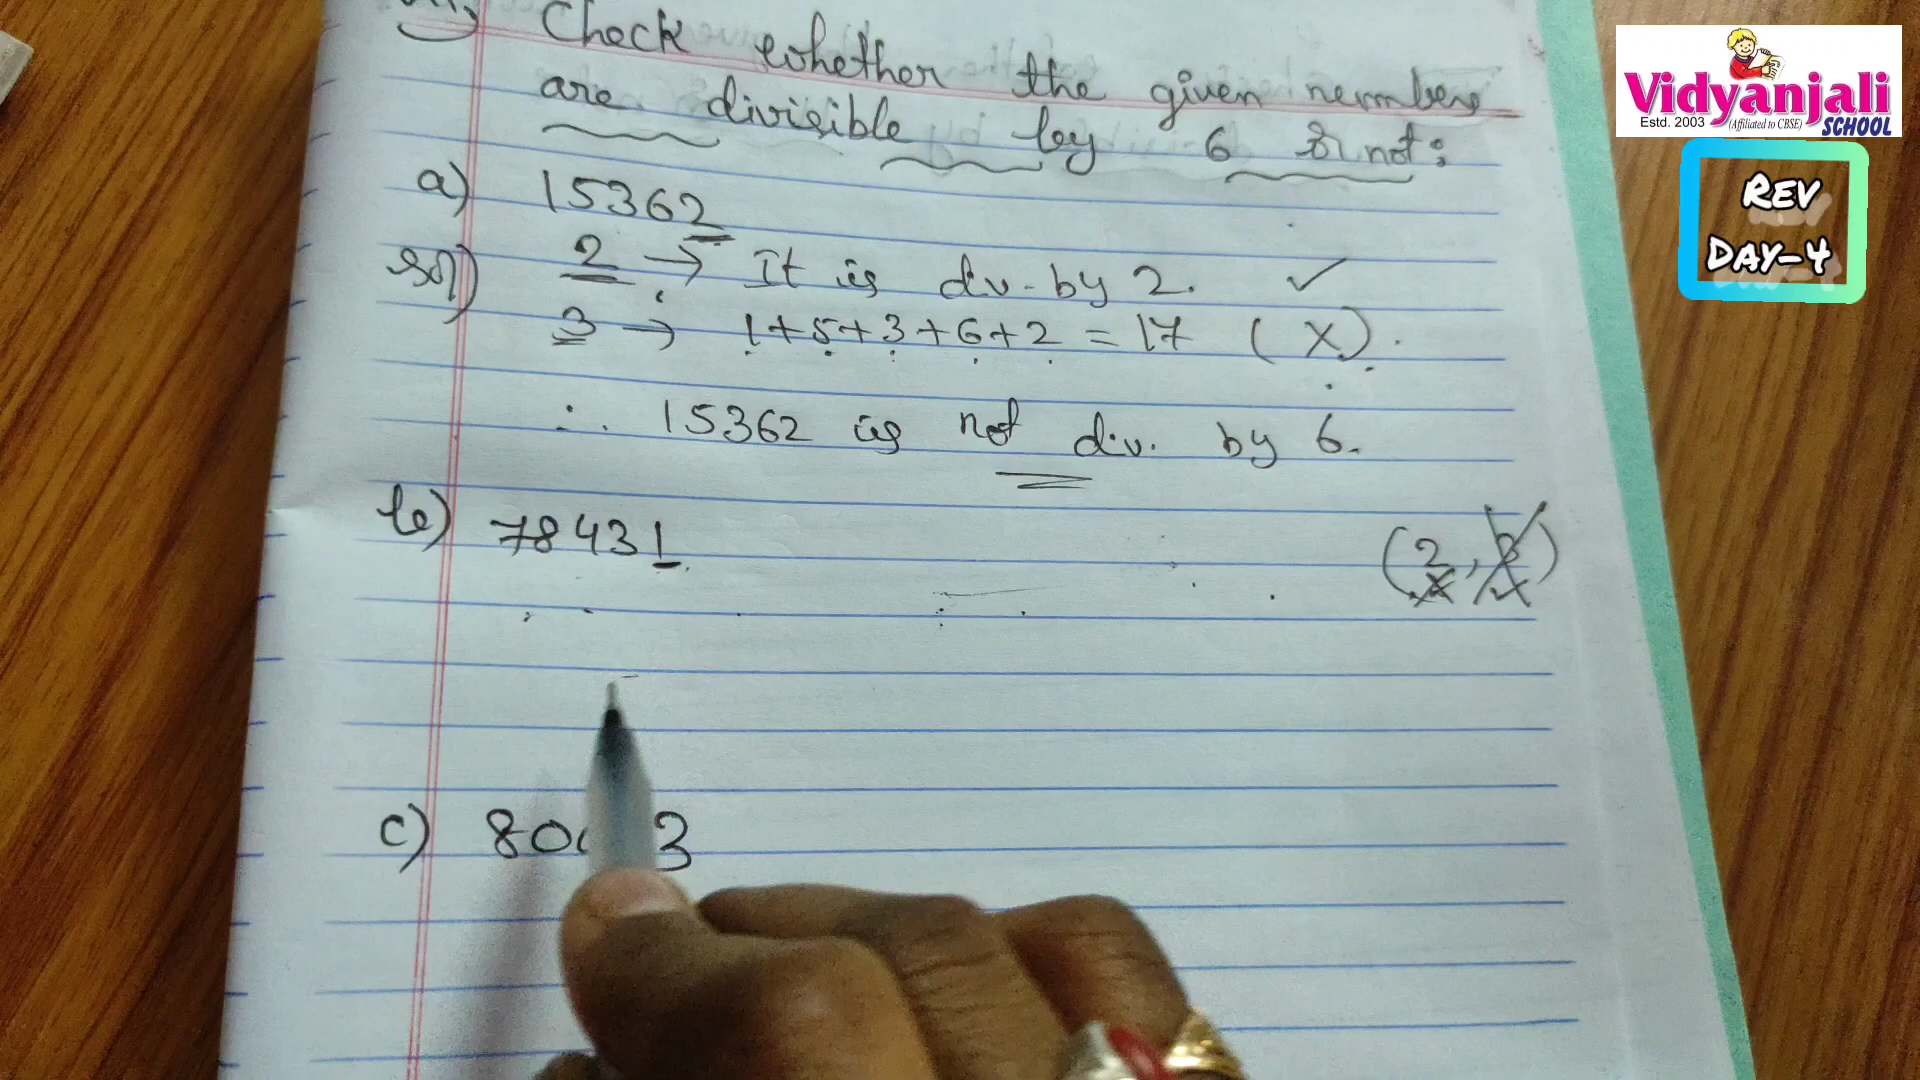 Check whether the given numbers
are divisible by 6 or not:
a) 15362
Sol) 2 → It is div. by 2. ✓
3 → 1+5+3+6+2 = 17 (X).
∴ 15362 is not div. by 6.
b) 78431 (2, 3)
x x
c) 80 3
Vidyanjali
Estd. 2003 (Affiliated to CBSE) SCHOOL
REV
DAY-4